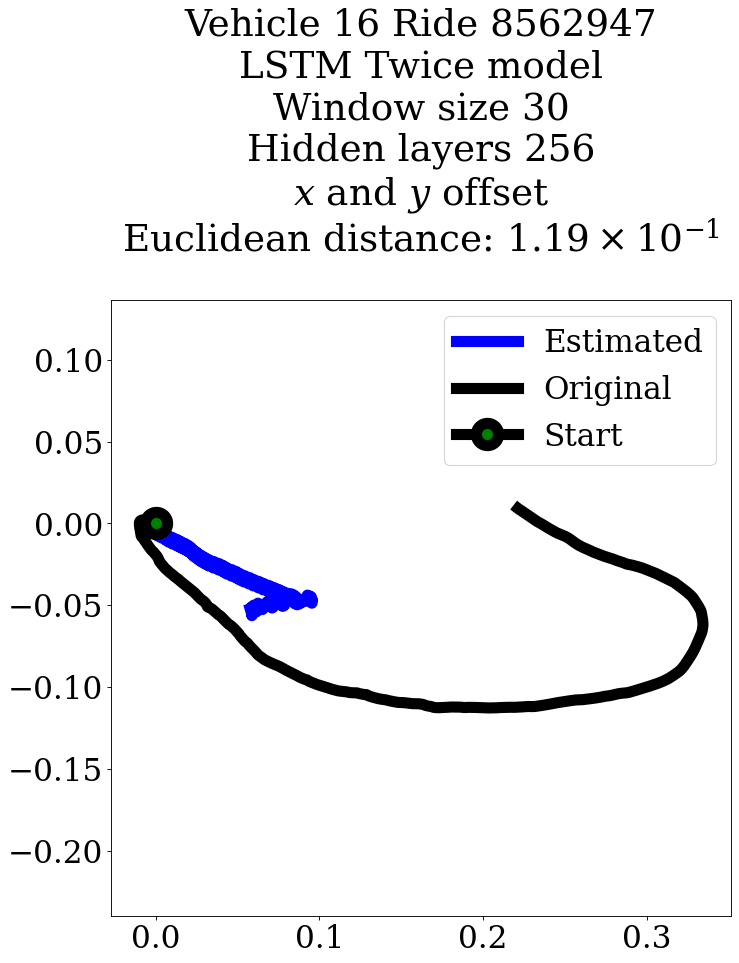 Vehicle 16 Ride 8562947
LSTM Twice model
Window size 30
Hidden layers 256
x and y offset
Euclidean distance: 1.19 × 10⁻¹
Estimated
Original
Start
0.10
0.05
0.00
−0.05
−0.10
−0.15
−0.20
0.0 0.1 0.2 0.3